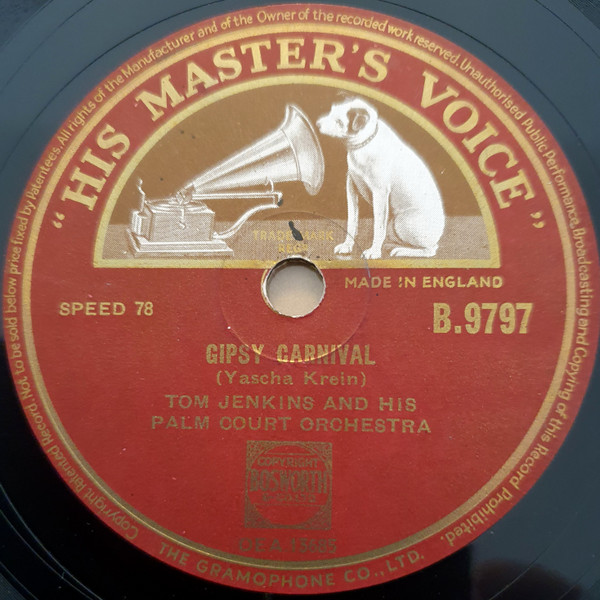 Copyright Patented Record. Not to be sold below price fixed by patentees. All rights of the Manufacturer and of the Owner of the recorded work reserved. Unauthorised Public Performance, Broadcasting and Copying of this Record Prohibited.
"HIS MASTER'S VOICE"
TRADE MARK
MADE IN ENGLAND
SPEED 78
B.9797
GIPSY CARNIVAL
(Yascha Krein)
TOM JENKINS AND HIS
PALM COURT ORCHESTRA
COPYRIGHT
BOSWORTH
THE GRAMOPHONE CO., LTD.